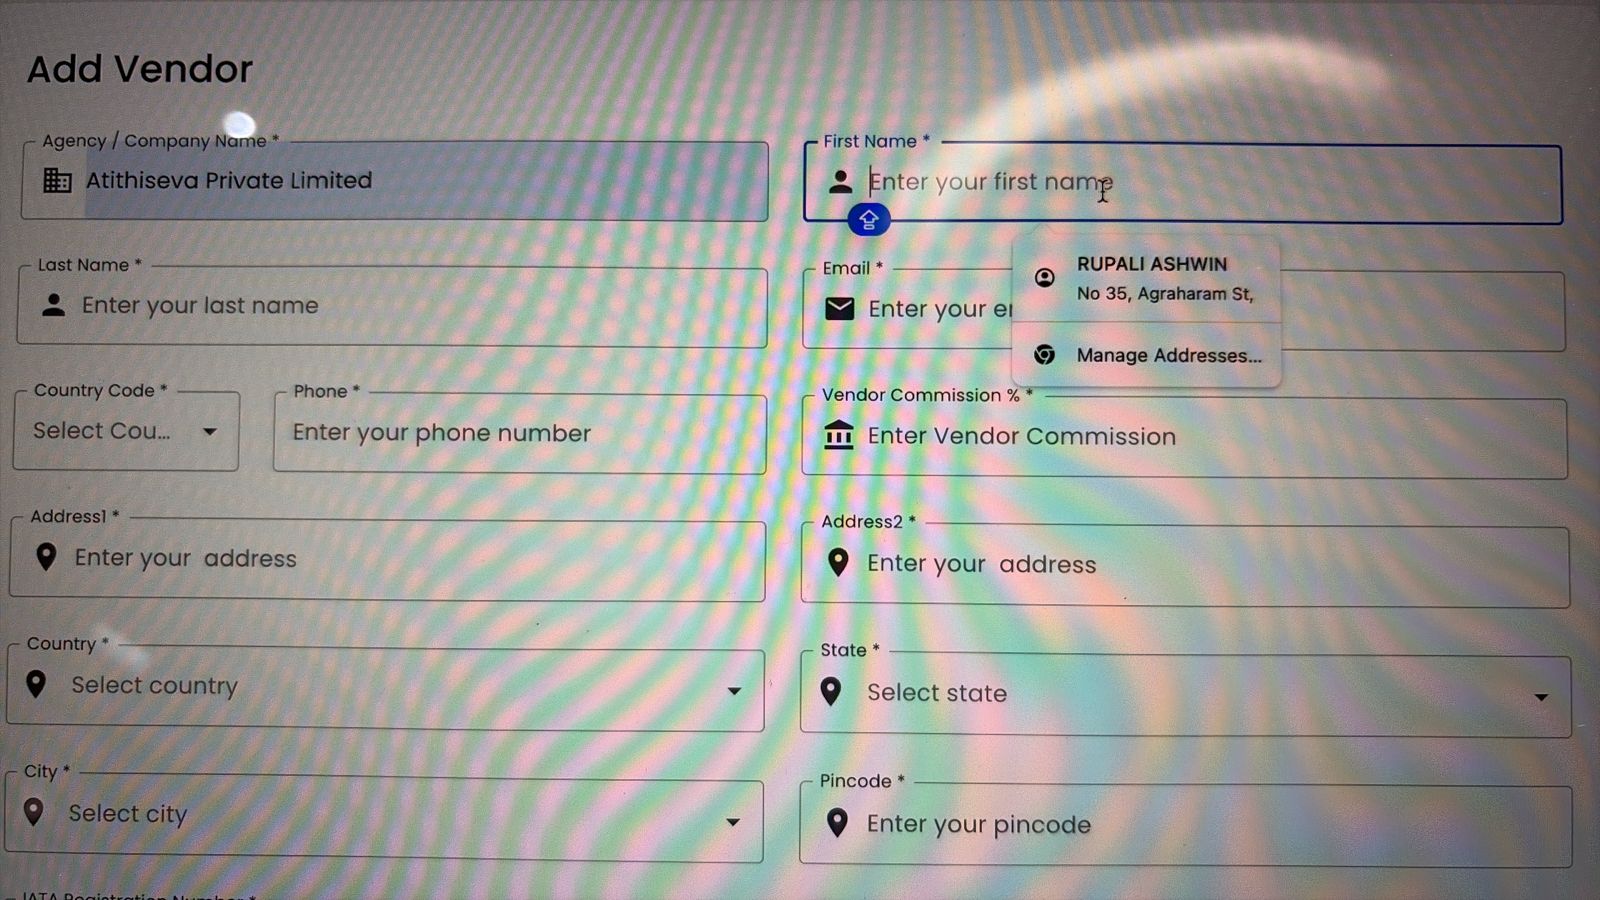 Add Vendor
Agency / Company Name *
Atithiseva Private Limited
First Name *
Enter your first name
RUPALI ASHWIN
No 35, Agraharam St,
Manage Addresses...
Last Name *
Enter your last name
Email *
Enter your
Country Code *
Select Cou...
Phone *
Enter your phone number
Vendor Commission % *
Enter Vendor Commission
Address1 *
Enter your address
Address2 *
Enter your address
Country *
Select country
State *
Select state
City *
Select city
Pincode *
Enter your pincode
IATA Registration Number *